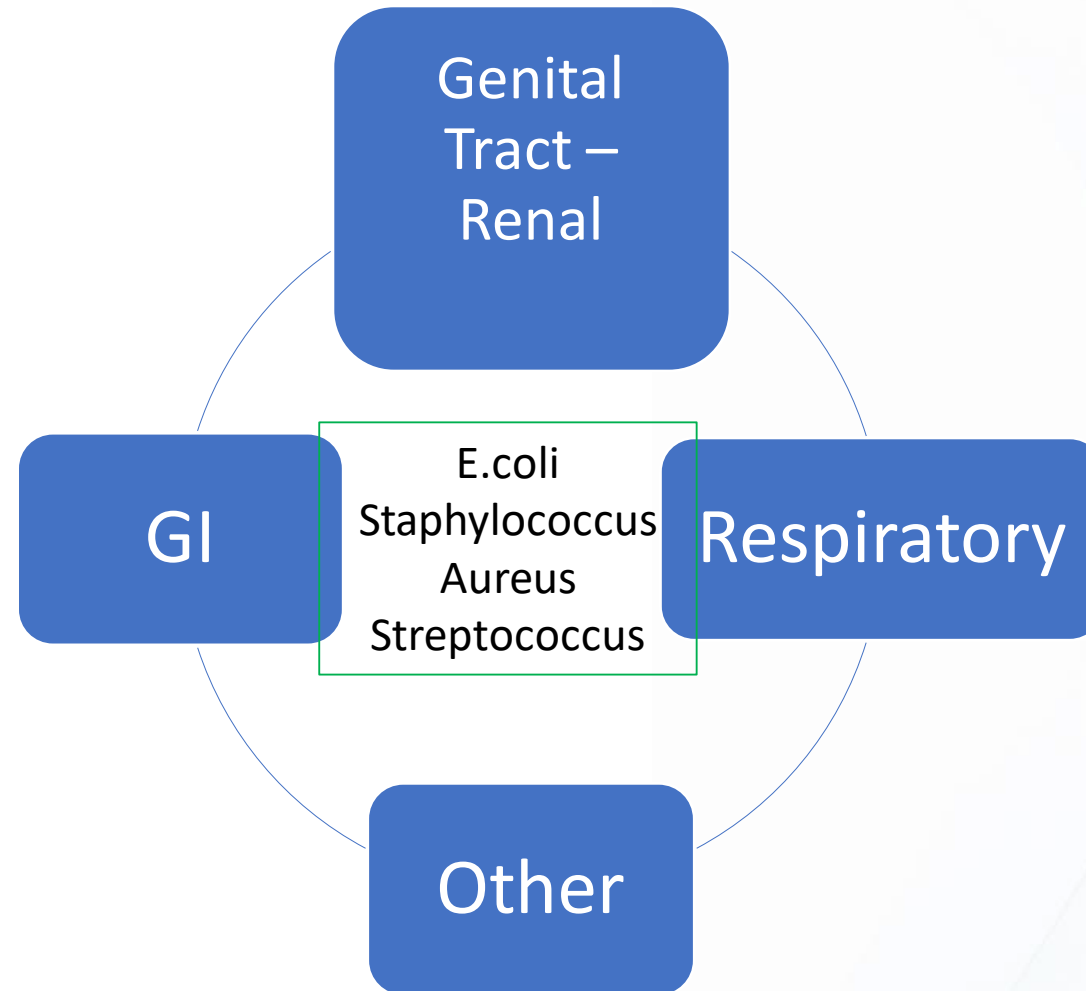 Genital
Tract –
Renal
GI
E.coli
Staphylococcus
Aureus
Streptococcus
Respiratory
Other